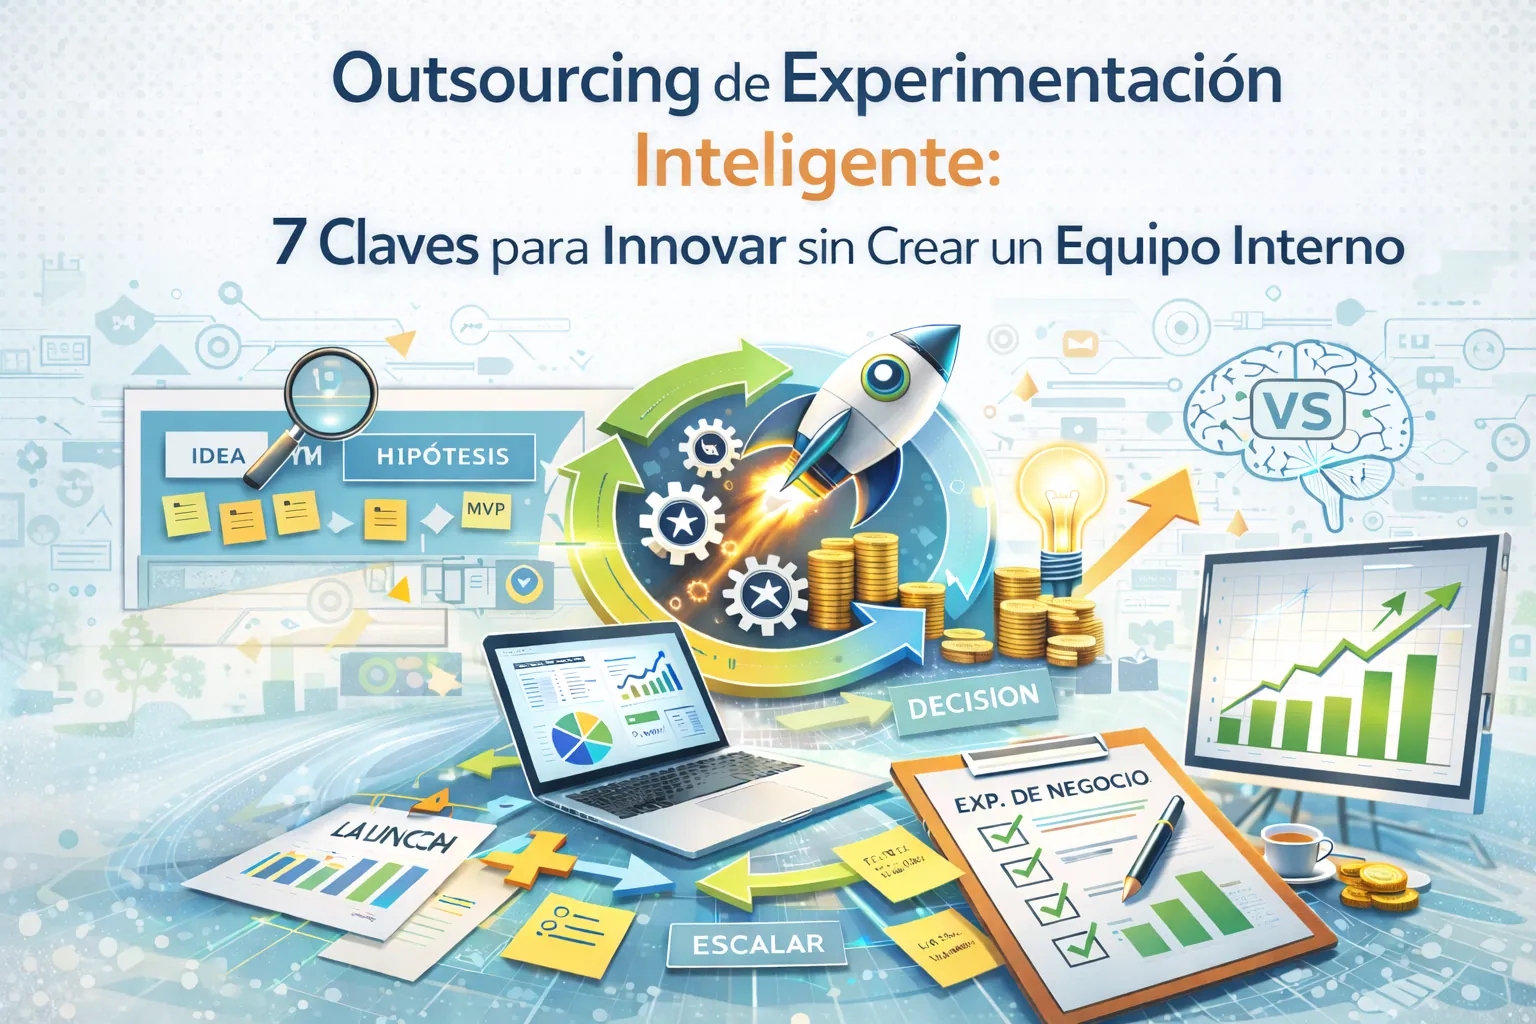 Outsourcing de Experimentación
Inteligente:
7 Claves para Innovar sin Crear un Equipo Interno
IDEA
HIPÓTESIS
MVP
VS
DECISION
EXP. DE NEGOCIO
ESCALAR